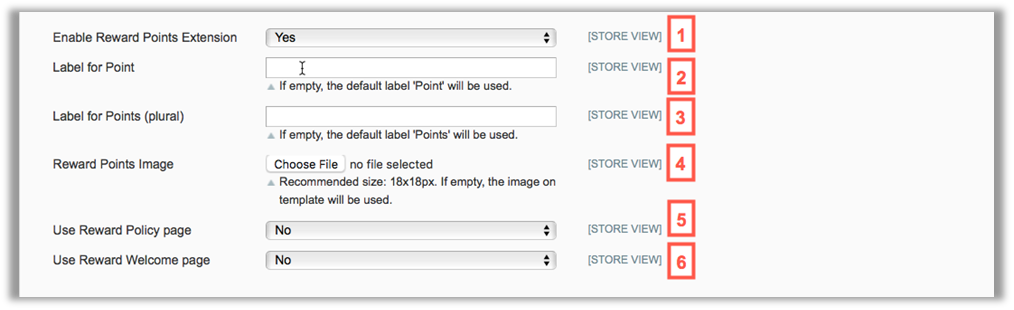 Enable Reward Points Extension Yes [STORE VIEW] 1
Label for Point [STORE VIEW] 2
If empty, the default label 'Point' will be used.
Label for Points (plural) [STORE VIEW] 3
If empty, the default label 'Points' will be used.
Reward Points Image Choose File no file selected [STORE VIEW] 4
Recommended size: 18x18px. If empty, the image on
template will be used.
Use Reward Policy page No [STORE VIEW] 5
Use Reward Welcome page No [STORE VIEW] 6